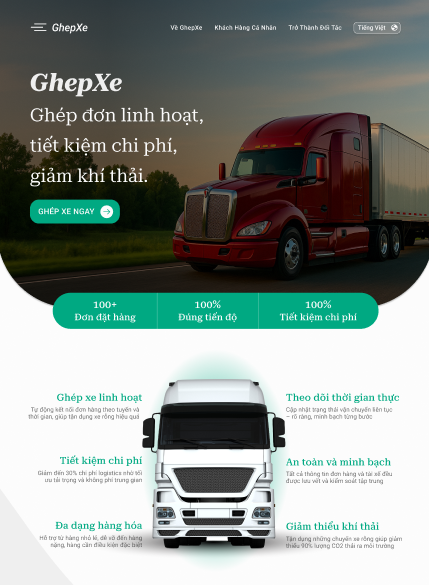 GhepXe
Về GhepXe
Khách Hàng Cá Nhân
Trở Thành Đối Tác
Tiếng Việt
GhepXe
Ghép đơn linh hoạt,
tiết kiệm chi phí,
giảm khí thải.
GHÉP XE NGAY
100+
Đơn đặt hàng
100%
Đúng tiến độ
100%
Tiết kiệm chi phí
Ghép xe linh hoạt
Tự động kết nối đơn hàng theo tuyến và
thời gian, giúp tận dụng xe rỗng hiệu quả
Theo dõi thời gian thực
Cập nhật trạng thái vận chuyển liên tục
– rõ ràng, minh bạch từng bước
Tiết kiệm chi phí
Giảm đến 30% chi phí logistics nhờ tối
ưu tải trọng và không phí trung gian
An toàn và minh bạch
Tất cả thông tin đơn hàng và tài xế đều
được lưu vết và kiểm soát tập trung
Đa dạng hàng hóa
Hỗ trợ từ hàng nhỏ lẻ, dễ vỡ đến hàng
nặng, hàng cần điều kiện đặc biệt
Giảm thiểu khí thải
Tận dụng những chuyến xe rỗng giúp giảm
thiểu 90% lượng CO2 thải ra môi trường